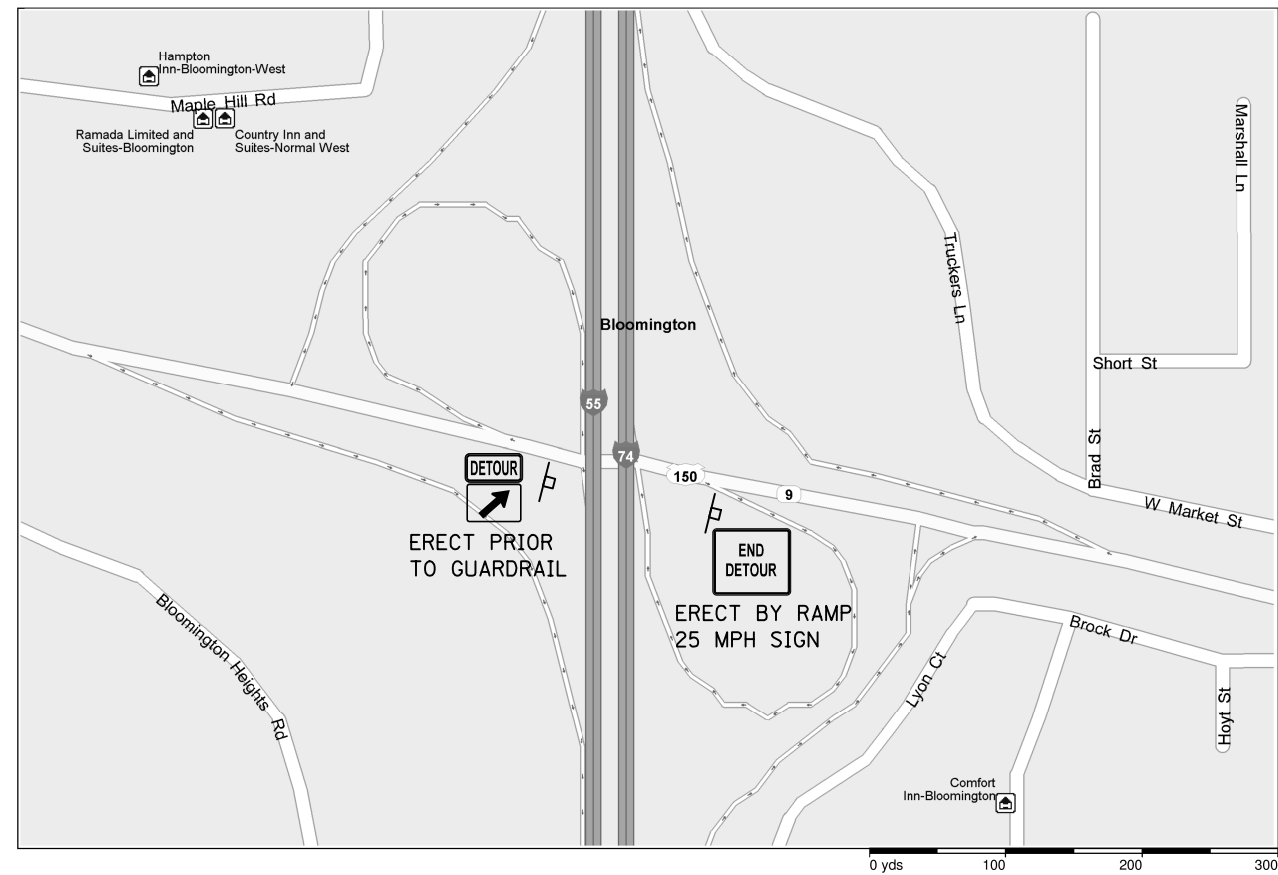 Hampton
Inn-Bloomington-West
Maple Hill Rd
Ramada Limited and
Suites-Bloomington
Country Inn and
Suites-Normal West
Marshall Ln
Truckers Ln
Bloomington
Short St
55
Brad St
74
DETOUR
150
9
W Market St
ERECT PRIOR
TO GUARDRAIL
END
DETOUR
ERECT BY RAMP
25 MPH SIGN
Bloomington Heights Rd
Brock Dr
Lyon Ct
Hoyt St
Comfort
Inn-Bloomington
0 yds
100
200
300